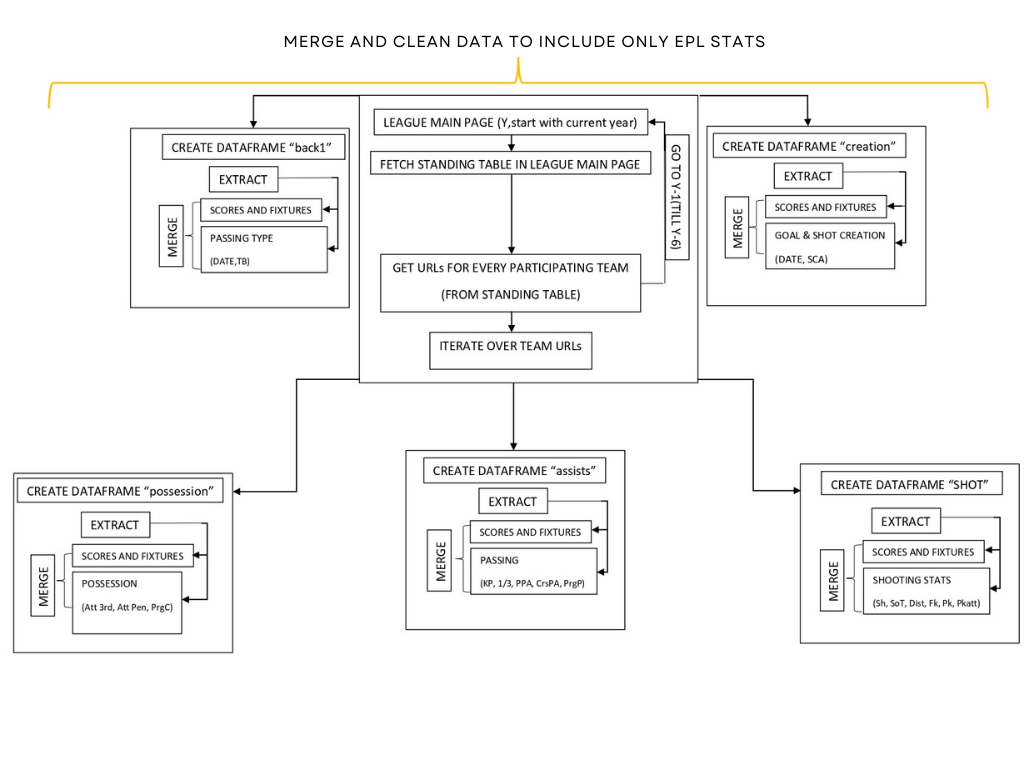 MERGE AND CLEAN DATA TO INCLUDE ONLY EPL STATS
LEAGUE MAIN PAGE (Y,start with current year)
FETCH STANDING TABLE IN LEAGUE MAIN PAGE
GO TO Y-1(TILL Y-6)
GET URLs FOR EVERY PARTICIPATING TEAM
(FROM STANDING TABLE)
ITERATE OVER TEAM URLs
CREATE DATAFRAME “back1”
EXTRACT
SCORES AND FIXTURES
MERGE
PASSING TYPE
(DATE,TB)
CREATE DATAFRAME “creation”
EXTRACT
SCORES AND FIXTURES
MERGE
GOAL & SHOT CREATION
(DATE, SCA)
CREATE DATAFRAME “possession”
EXTRACT
SCORES AND FIXTURES
MERGE
POSSESSION
(Att 3rd, Att Pen, PrgC)
CREATE DATAFRAME “assists”
EXTRACT
SCORES AND FIXTURES
MERGE
PASSING
(KP, 1/3, PPA, CrsPA, PrgP)
CREATE DATAFRAME “SHOT”
EXTRACT
SCORES AND FIXTURES
MERGE
SHOOTING STATS
(Sh, SoT, Dist, Fk, Pk, Pkatt)